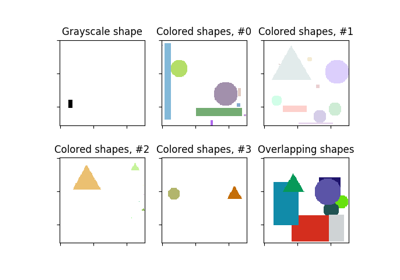 Grayscale shape
Colored shapes, #0
Colored shapes, #1
Colored shapes, #2
Colored shapes, #3
Overlapping shapes